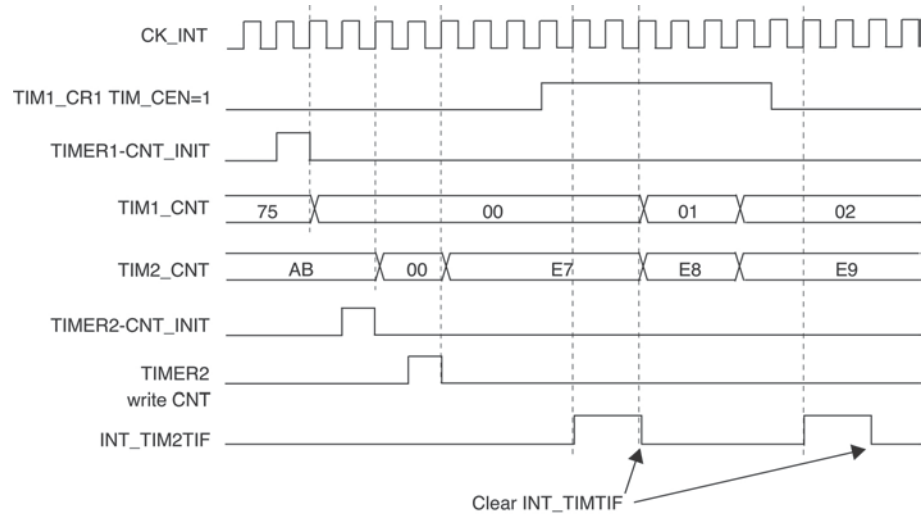 CK_INT
TIM1_CR1 TIM_CEN=1
TIMER1-CNT_INIT
TIM1_CNT
75 00 01 02
TIM2_CNT
AB 00 E7 E8 E9
TIMER2-CNT_INIT
TIMER2
write CNT
INT_TIM2TIF
Clear INT_TIMTIF